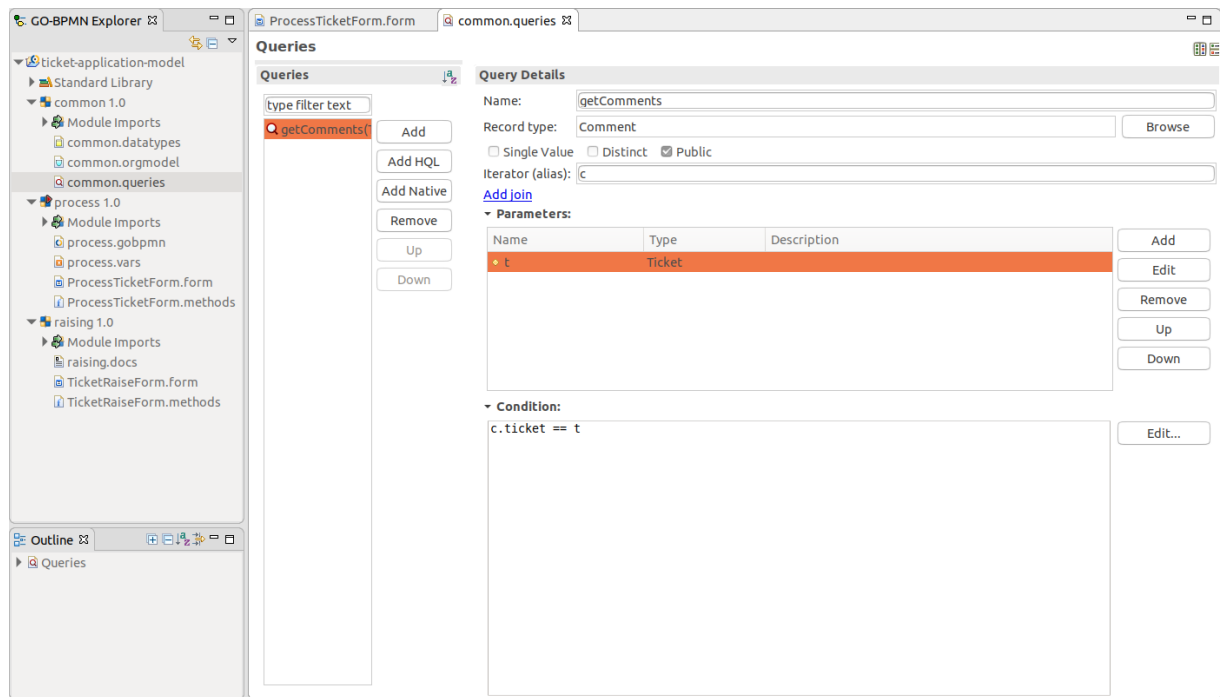 GO-BPMN Explorer
ticket-application-model
Standard Library
common 1.0
Module Imports
common.datatypes
common.orgmodel
common.queries
process 1.0
Module Imports
process.gobpmn
process.vars
ProcessTicketForm.form
ProcessTicketForm.methods
raising 1.0
Module Imports
raising.docs
TicketRaiseForm.form
TicketRaiseForm.methods
Outline
Queries
ProcessTicketForm.form
common.queries
Queries
Queries
type filter text
getComments(
Add
Add HQL
Add Native
Remove
Up
Down
Query Details
Name: getComments
Record type: Comment Browse
Single Value Distinct Public
Iterator (alias): c
Add join
Parameters:
Name Type Description
t Ticket
Add
Edit
Remove
Up
Down
Condition:
c.ticket == t
Edit...